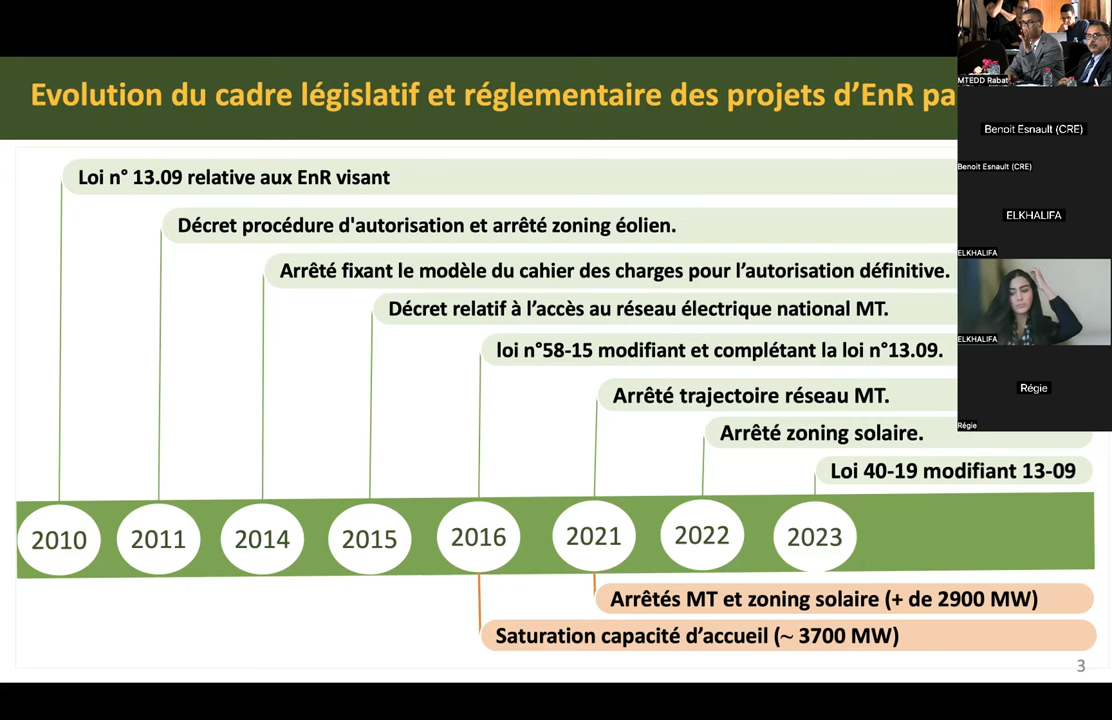 Evolution du cadre législatif et réglementaire des projets d’EnR pa
MTEDD Rabat
Benoit Esnault (CRE)
Benoit Esnault (CRE)
ELKHALIFA
ELKHALIFA
ELKHALIFA
Régie
Régie
Loi n° 13.09 relative aux EnR visant
Décret procédure d'autorisation et arrêté zoning éolien.
Arrêté fixant le modèle du cahier des charges pour l’autorisation définitive.
Décret relatif à l’accès au réseau électrique national MT.
loi n°58-15 modifiant et complétant la loi n°13.09.
Arrêté trajectoire réseau MT.
Arrêté zoning solaire.
Loi 40-19 modifiant 13-09
2010 2011 2014 2015 2016 2021 2022 2023
Arrêtés MT et zoning solaire (+ de 2900 MW)
Saturation capacité d’accueil (~ 3700 MW)
3